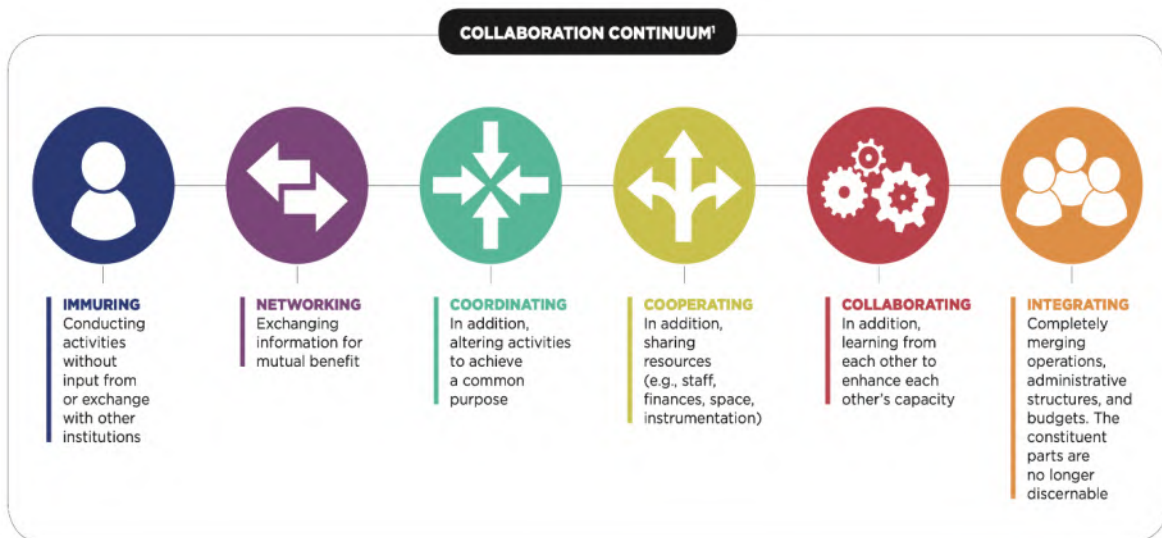 COLLABORATION CONTINUUM¹
IMMURING
Conducting
activities
without
input from
or exchange
with other
institutions
NETWORKING
Exchanging
information for
mutual benefit
COORDINATING
In addition,
altering activities
to achieve
a common
purpose
COOPERATING
In addition,
sharing
resources
(e.g., staff,
finances, space,
instrumentation)
COLLABORATING
In addition,
learning from
each other to
enhance each
other's capacity
INTEGRATING
Completely
merging
operations,
administrative
structures, and
budgets. The
constituent
parts are
no longer
discernable